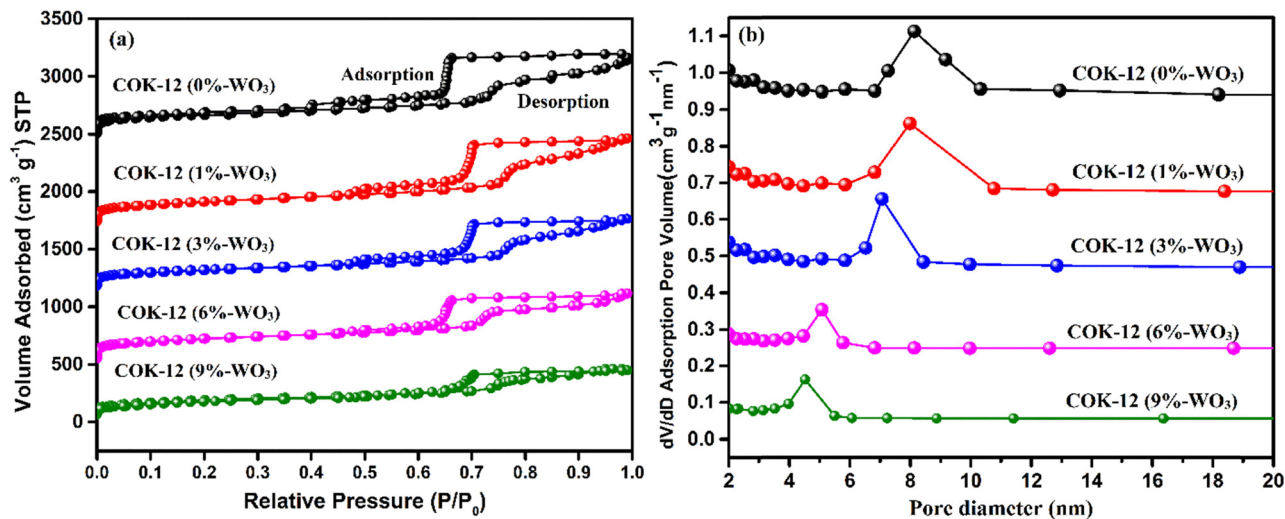 (a)
3500
3000
2500
2000
1500
1000
500
0
Volume Adsorbed (cm³ g⁻¹) STP
Adsorption
Desorption
COK-12 (0%-WO₃)
COK-12 (1%-WO₃)
COK-12 (3%-WO₃)
COK-12 (6%-WO₃)
COK-12 (9%-WO₃)
0.0 0.1 0.2 0.3 0.4 0.5 0.6 0.7 0.8 0.9 1.0
Relative Pressure (P/P₀)
(b)
1.1
1.0
0.9
0.8
0.7
0.6
0.5
0.4
0.3
0.2
0.1
0.0
dV/dD Adsorption Pore Volume(cm³ g⁻¹nm⁻¹)
COK-12 (0%-WO₃)
COK-12 (1%-WO₃)
COK-12 (3%-WO₃)
COK-12 (6%-WO₃)
COK-12 (9%-WO₃)
2 4 6 8 10 12 14 16 18 20
Pore diameter (nm)